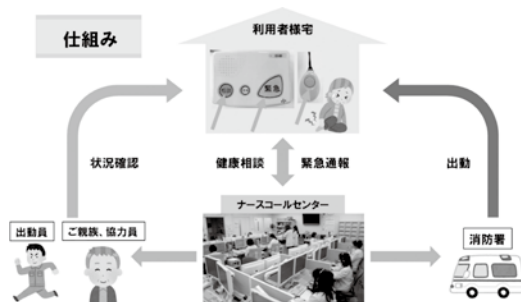 仕組み
利用者様宅
緊急
状況確認
健康相談
緊急通報
出動
ナースコールセンター
出動員
ご親族、協力員
消防署